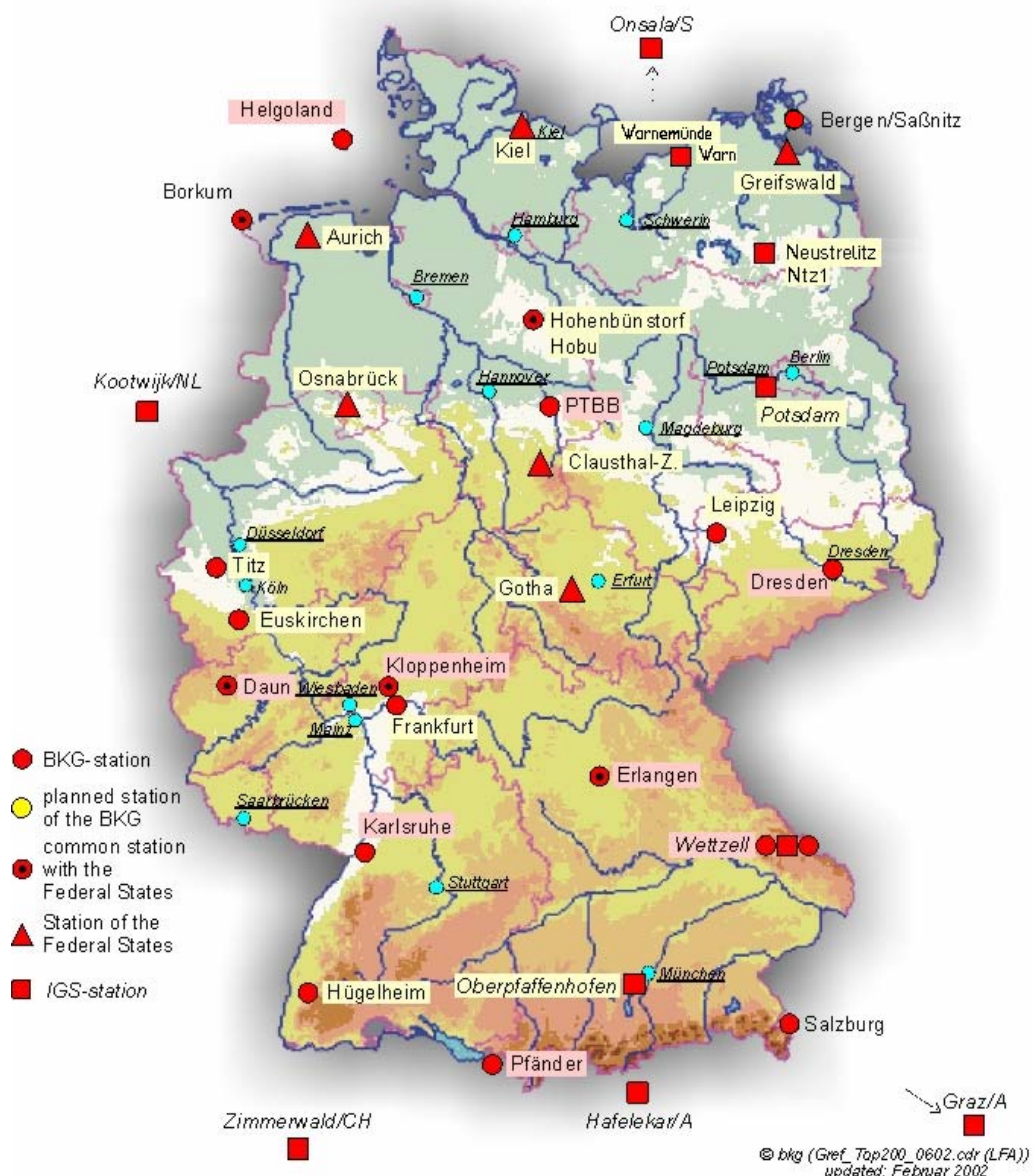 Onsala/S
Helgoland
Kiel
Kiel
Warnemünde
Warn
Bergen/Saßnitz
Greifswald
Borkum
Aurich
Hamburg
Schwerin
Neustrelitz
Ntz1
Bremen
Hohenbünstorf
Hobu
Kootwijk/NL
Osnabrück
Hannover
PTBB
Potsdam
Berlin
Potsdam
Magdeburg
Clausthal-Z.
Leipzig
Düsseldorf
Titz
Köln
Gotha
Erfurt
Dresden
Dresden
Euskirchen
Daun
Wiesbaden
Kloppenheim
Mainz
Frankfurt
Erlangen
Saarbrücken
Karlsruhe
Wettzell
Stuttgart
BKG-station
planned station
of the BKG
common station
with the
Federal States
Station of the
Federal States
IGS-station
Oberpfaffenhofen
München
Hügelheim
Salzburg
Pfänder
Zimmerwald/CH
Hafelekar/A
Graz/A
© bkg (Gref_Top200_0602.cdr (LFA))
updated: Februar 2002